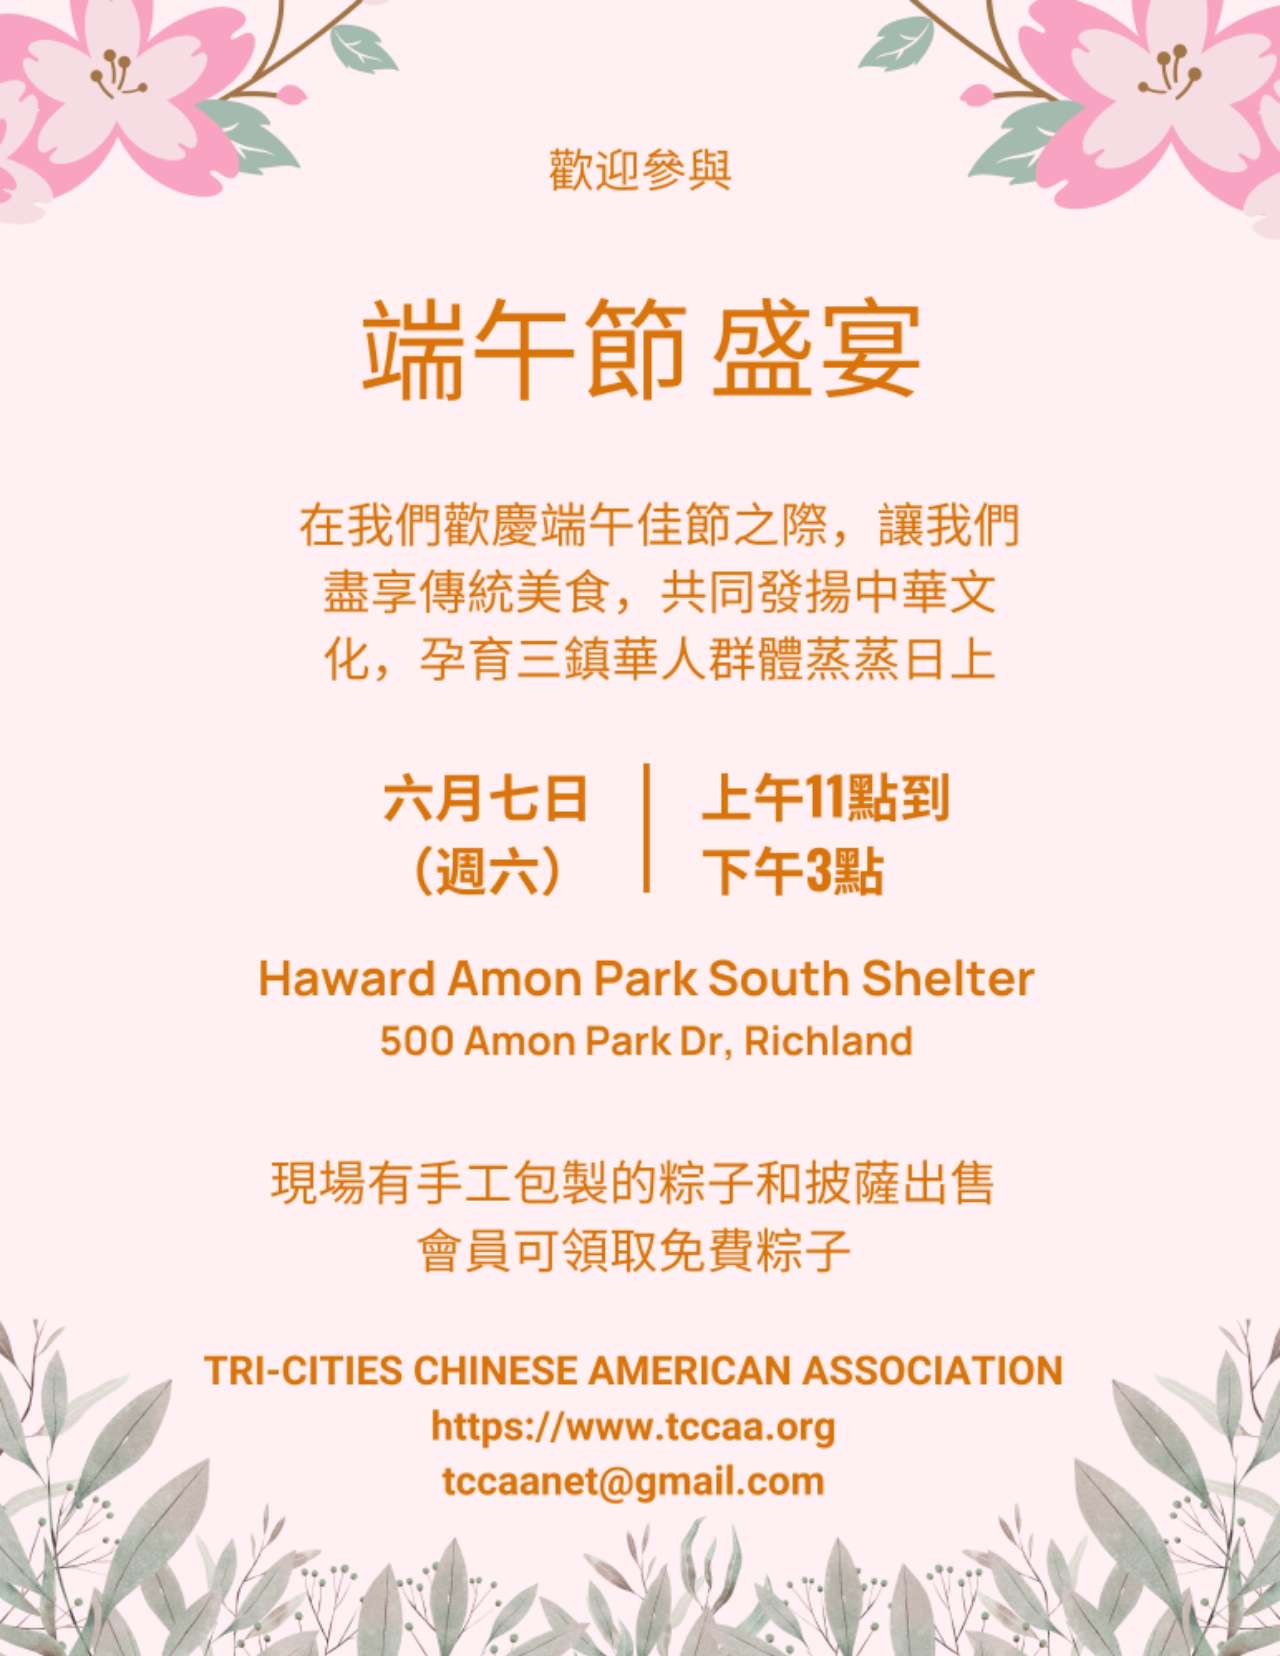 歡迎參與
端午節 盛宴
在我們歡慶端午佳節之際，讓我們
盡享傳統美食，共同發揚中華文
化，孕育三鎮華人群體蒸蒸日上
六月七日
（週六）
上午11點到
下午3點
Haward Amon Park South Shelter
500 Amon Park Dr, Richland
現場有手工包製的粽子和披薩出售
會員可領取免費粽子
TRI-CITIES CHINESE AMERICAN ASSOCIATION
https://www.tccaa.org
tccaanet@gmail.com